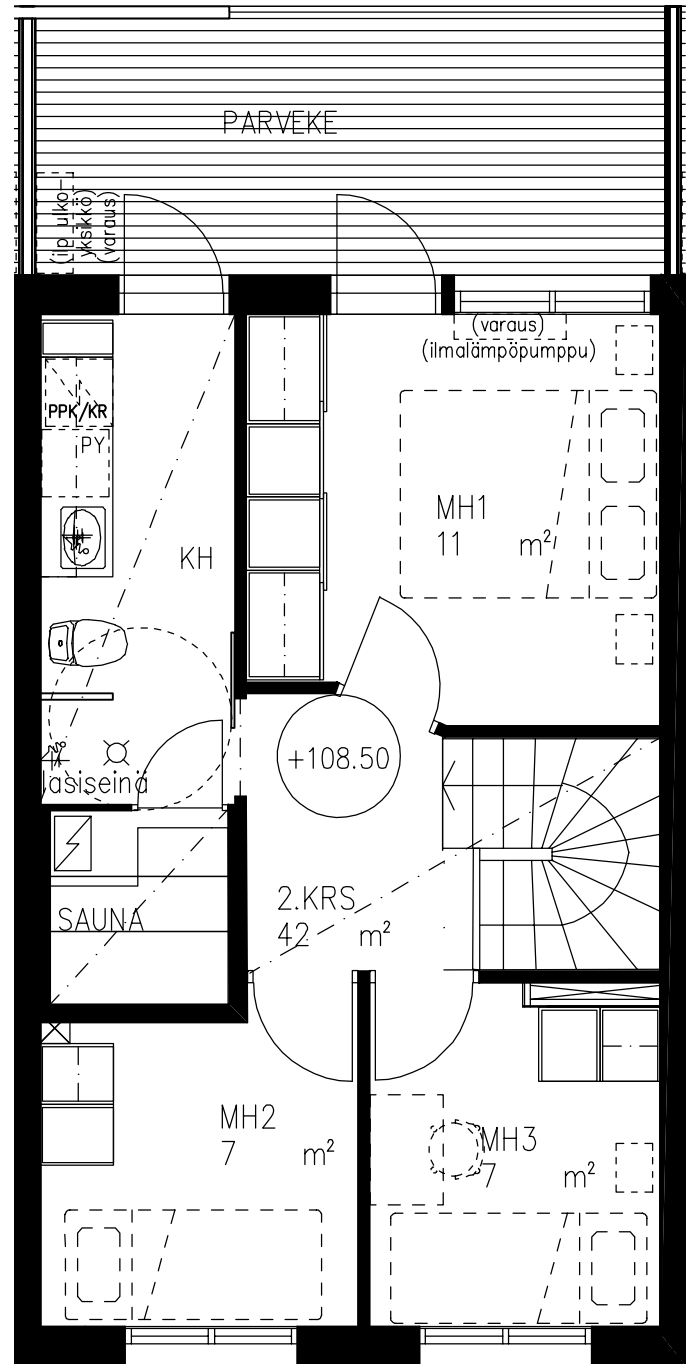 PARVEKE
(ilp ulko-
yksikkö)
(varaus)
(varaus)
(ilmalämpöpumppu)
PPK/KR
PY
KH
MH1
11 m²
+108.50
lasiseinä
SAUNA
2.KRS
42 m²
MH2
7 m²
MH3
7 m²